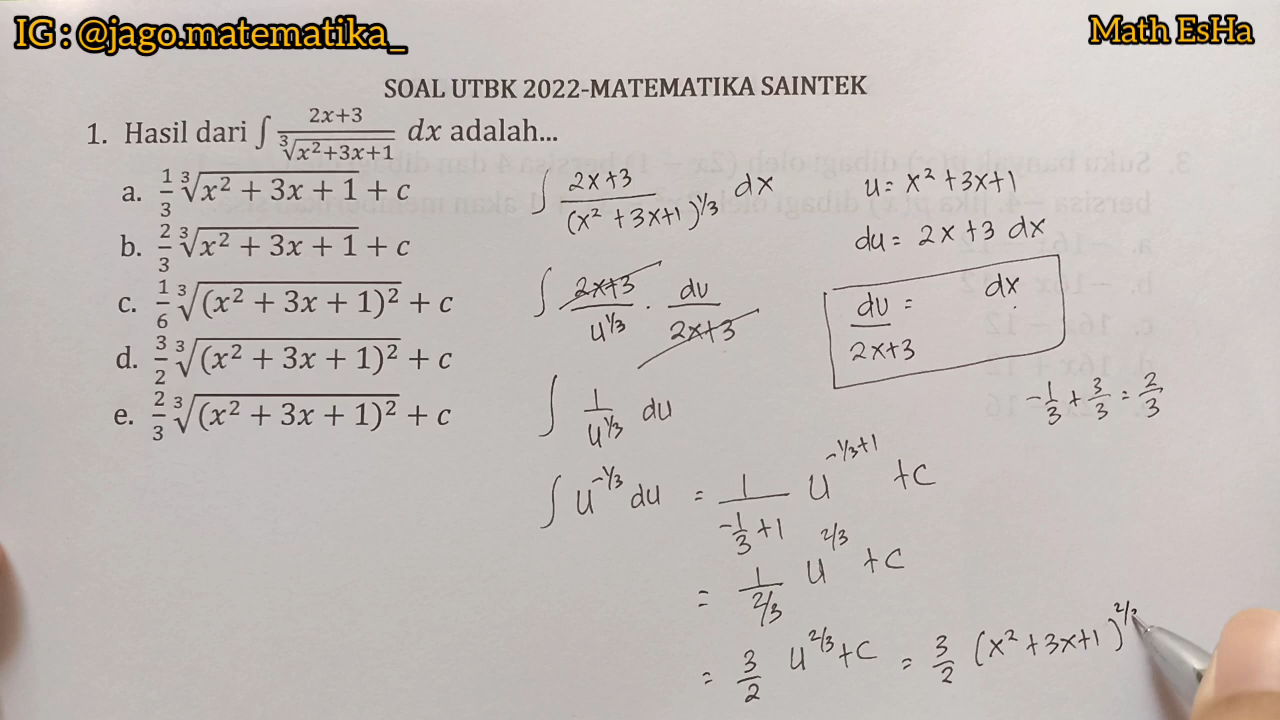 IG : @jago.matematika_
Math EsHa
SOAL UTBK 2022-MATEMATIKA SAINTEK
1. Hasil dari ∫ (2x+3)/∛(x²+3x+1) dx adalah...
a. 1/3 ∛(x² + 3x + 1) + c
b. 2/3 ∛(x² + 3x + 1) + c
c. 1/6 ∛((x² + 3x + 1)²) + c
d. 3/2 ∛((x² + 3x + 1)²) + c
e. 2/3 ∛((x² + 3x + 1)²) + c
∫ (2x+3)/(x² + 3x+1)^(1/3) dx
∫ (2x+3)/u^(1/3) · du/(2x+3)
∫ 1/u^(1/3) du
∫ u^(-1/3) du = 1/(-1/3 +1) u^(-1/3+1) + c
= 1/(2/3) u^(2/3) + c
= 3/2 u^(2/3) + c = 3/2 (x² + 3x+1)^(2/3)
u = x² +3x+1
du = 2x +3 dx
du/(2x+3) = dx
-1/3 + 3/3 = 2/3